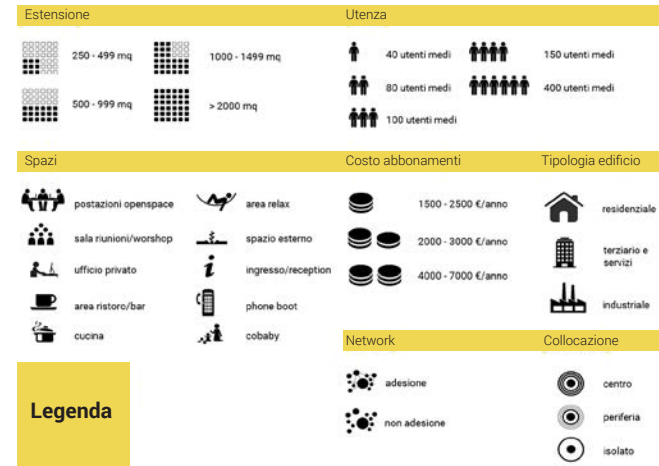 Estensione
250 - 499 mq
1000 - 1499 mq
500 - 999 mq
> 2000 mq
Utenza
40 utenti medi
150 utenti medi
80 utenti medi
400 utenti medi
100 utenti medi
Spazi
postazioni openspace
area relax
sala riunioni/worshop
spazio esterno
ufficio privato
ingresso/reception
area ristoro/bar
phone boot
cucina
cobaby
Costo abbonamenti
1500 - 2500 €/anno
2000 - 3000 €/anno
4000 - 7000 €/anno
Tipologia edificio
residenziale
terziario e
servizi
industriale
Network
adesione
non adesione
Collocazione
centro
periferia
isolato
Legenda